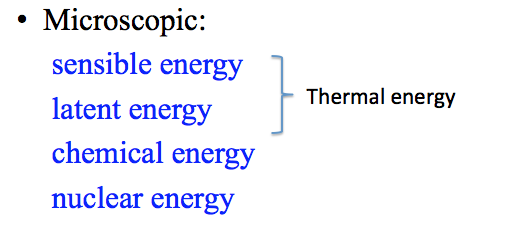 • Microscopic:
sensible energy
latent energy
Thermal energy
chemical energy
nuclear energy